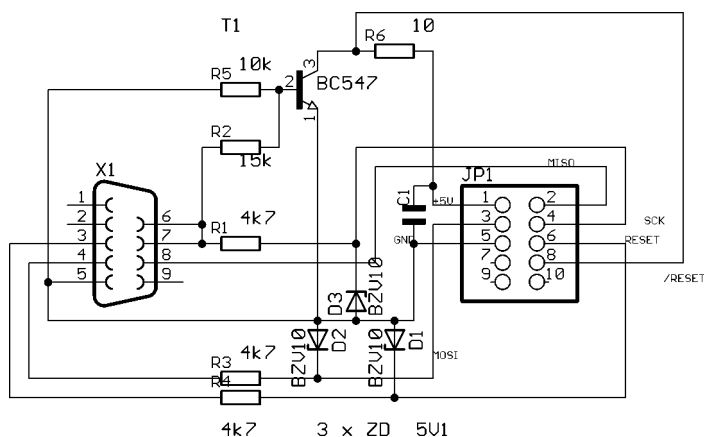 T1
R6
10
R5
10k
3
2
BC547
1
R2
15k
X1
MISO
JP1
C1
+5V
1
2
1
6
2
R1
4k7
3
4
SCK
3
7
GND
5
6
RESET
4
8
7
8
5
9
9
10
/RESET
D3
BZV10
BZV10
D2
BZV10
D1
R3
4k7
MOSI
R4
4k7
3 x ZD 5V1